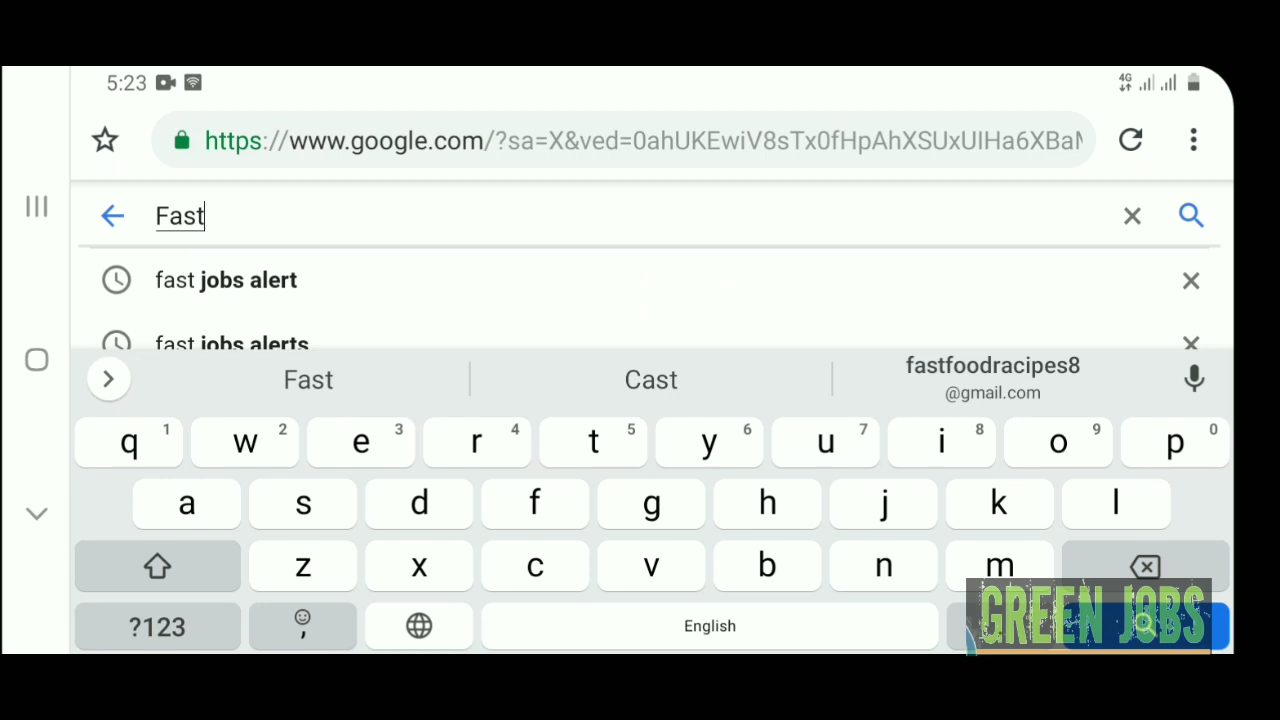 5:23
4G
https://www.google.com/?sa=X&ved=0ahUKEwiV8sTx0fHpAhXSUxUIHa6XBaM
Fast
fast jobs alert
fast jobs alerts
Fast Cast fastfoodracipes8
@gmail.com
q 1 w 2 e 3 r 4 t 5 y 6 u 7 i 8 o 9 p 0
a s d f g h j k l
z x c v b n m
?123 , English
GREEN JOBS